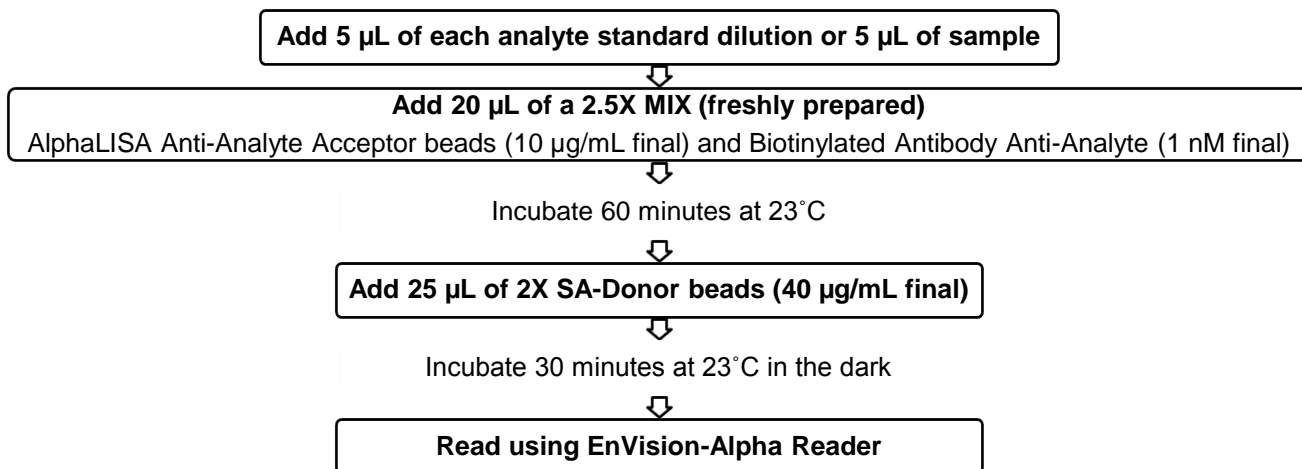 Add 5 µL of each analyte standard dilution or 5 µL of sample
Add 20 µL of a 2.5X MIX (freshly prepared)
AlphaLISA Anti-Analyte Acceptor beads (10 µg/mL final) and Biotinylated Antibody Anti-Analyte (1 nM final)
Incubate 60 minutes at 23˚C
Add 25 µL of 2X SA-Donor beads (40 µg/mL final)
Incubate 30 minutes at 23˚C in the dark
Read using EnVision-Alpha Reader